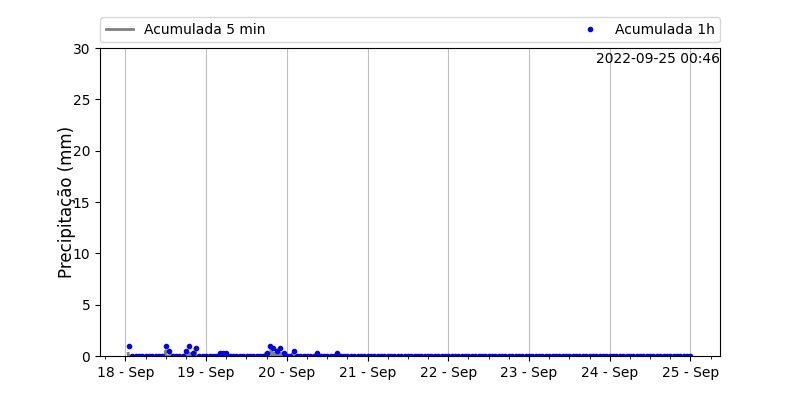 Acumulada 5 min
Acumulada 1h
2022-09-25 00:46
Precipitação (mm)
30
25
20
15
10
5
0
18 - Sep
19 - Sep
20 - Sep
21 - Sep
22 - Sep
23 - Sep
24 - Sep
25 - Sep